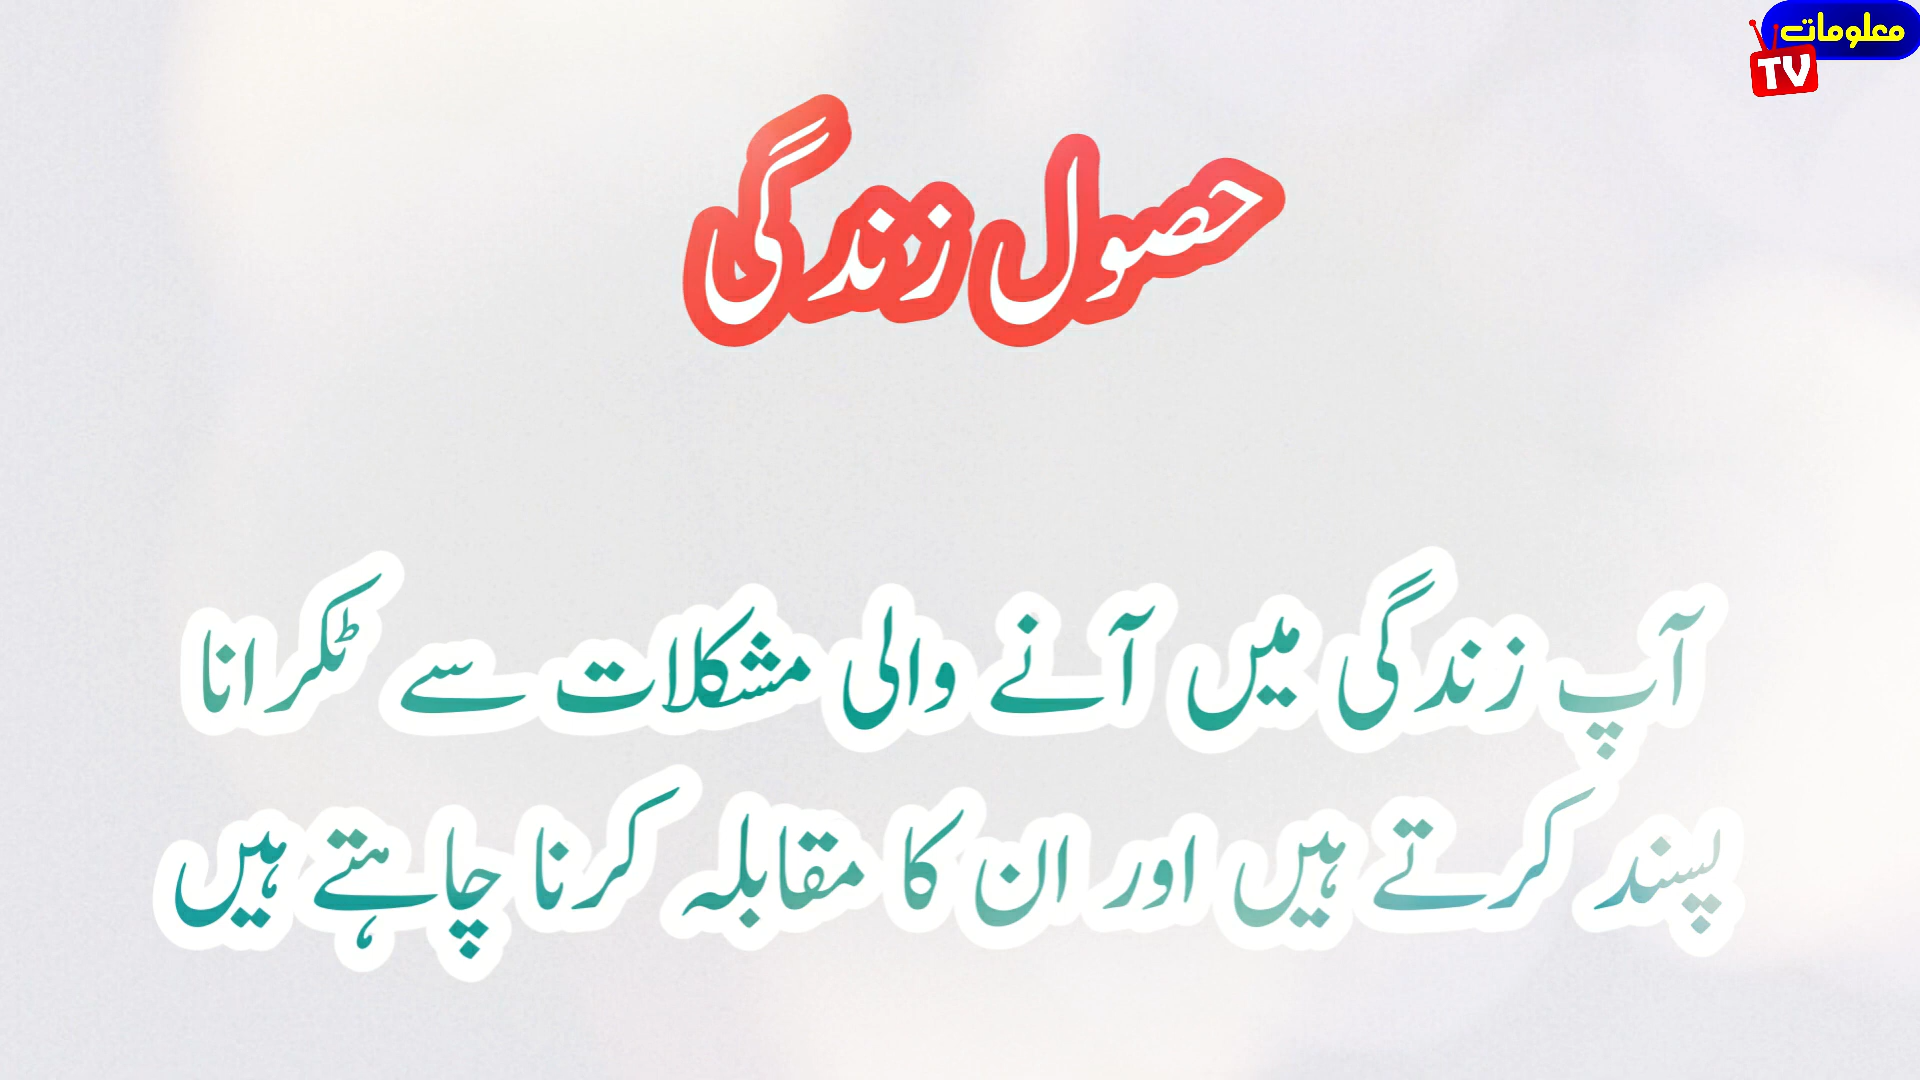 معلومات
TV
حصول زندگی
آپ زندگی میں آنے والی مشکلات سے ٹکرانا
پسند کرتے ہیں اور ان کا مقابلہ کرنا چاہتے ہیں